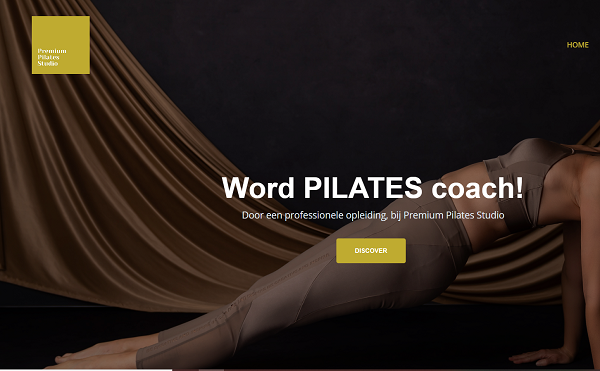 Premium
Pilates
Studio
HOME
Word PILATES coach!
Door een professionele opleiding, bij Premium Pilates Studio
DISCOVER